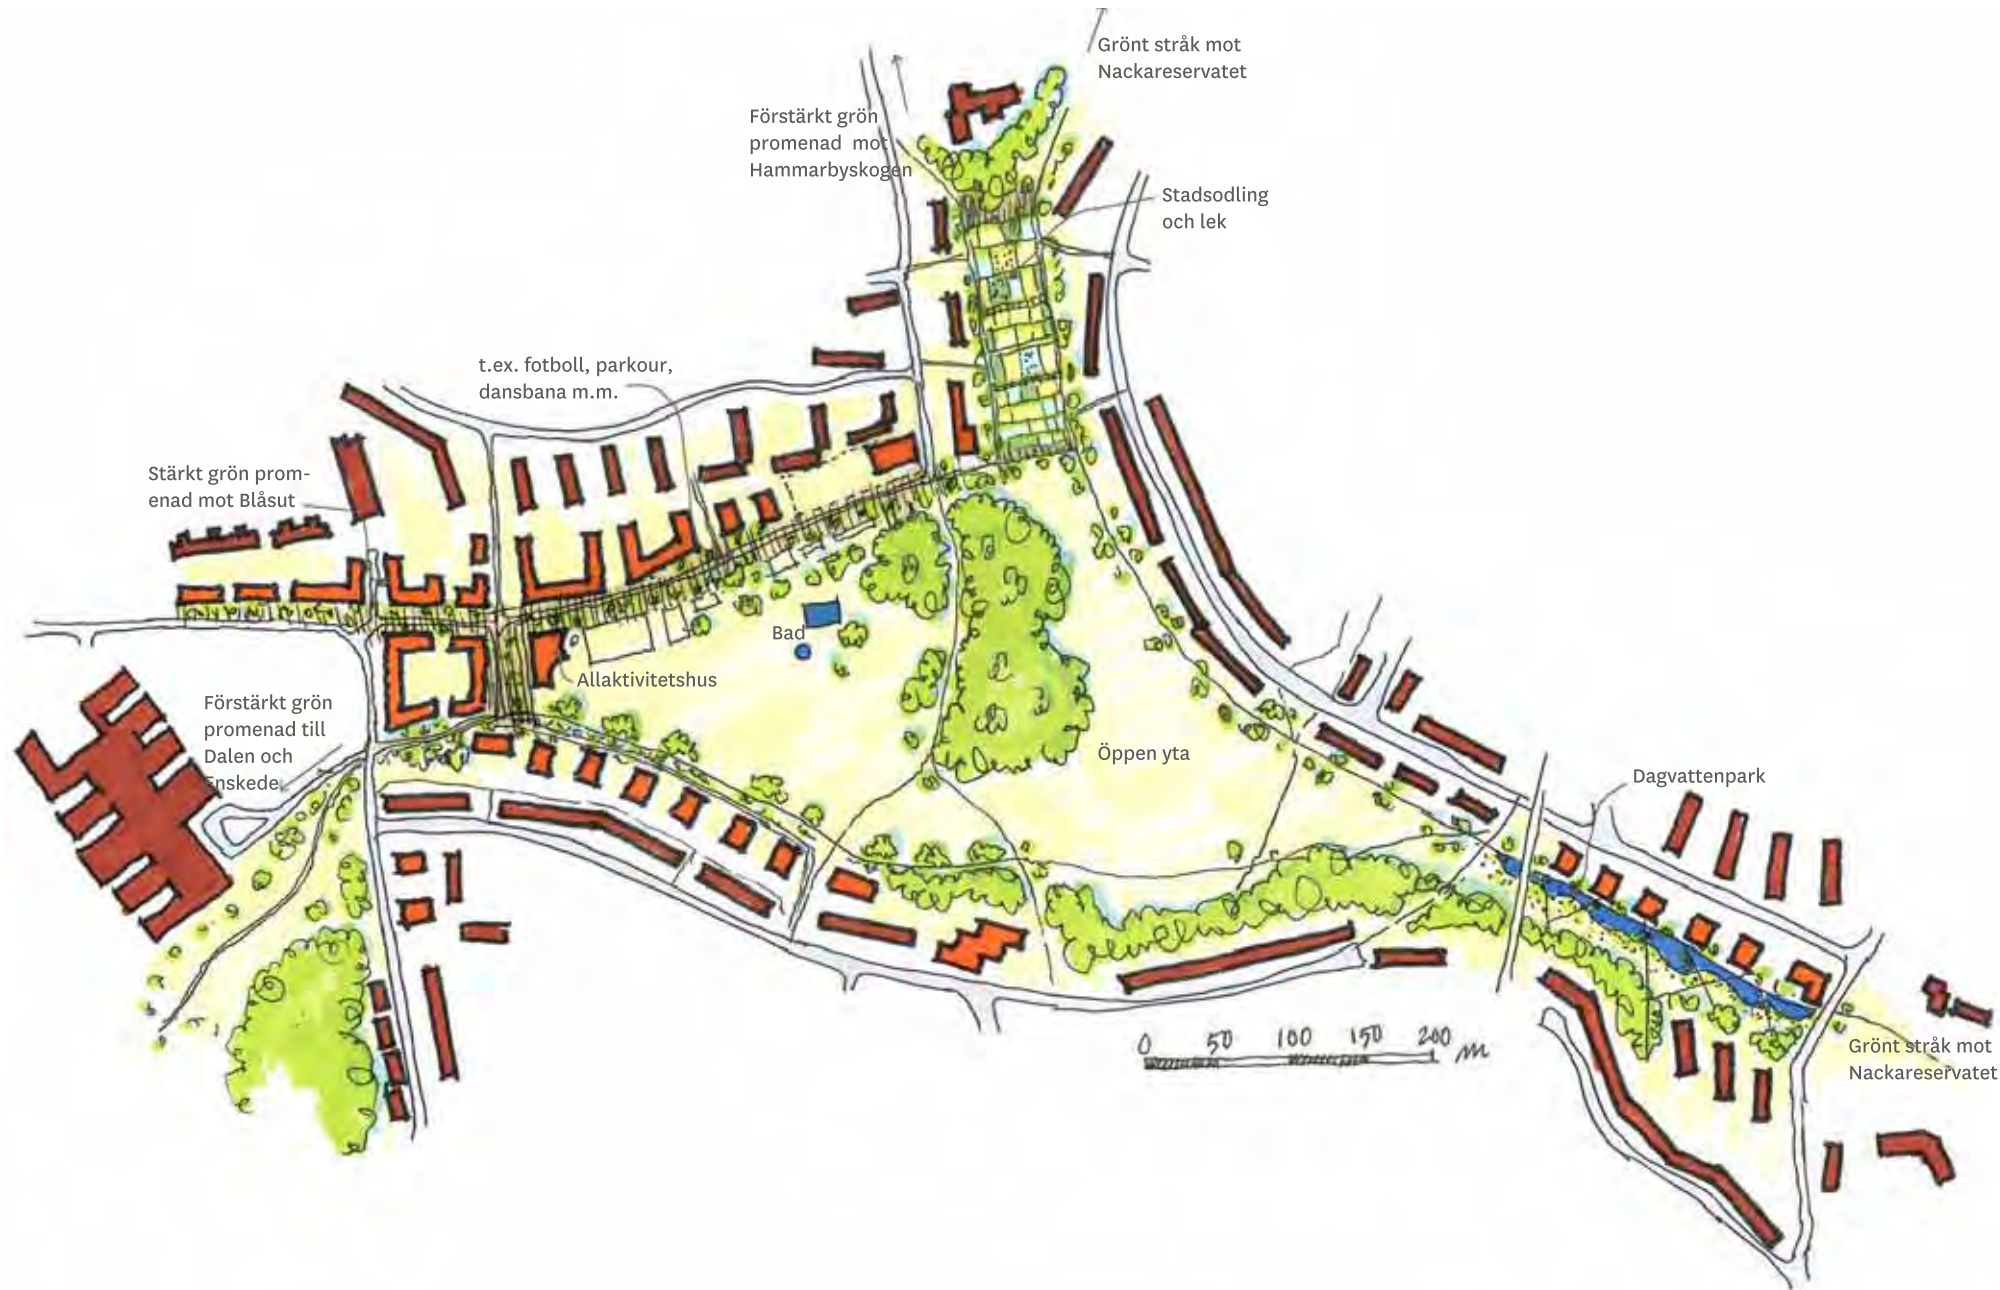 Grönt stråk mot
Nackareservatet
Förstärkt grön
promenad mot
Hammarbyskogen
Stadsodling
och lek
t.ex. fotboll, parkour,
dansbana m.m.
Stärkt grön prom-
enad mot Blåsut
Bad
Allaktivitetshus
Förstärkt grön
promenad till
Dalen och
Enskede
Öppen yta
Dagvattenpark
0 50 100 150 200 m
Grönt stråk mot
Nackareservatet